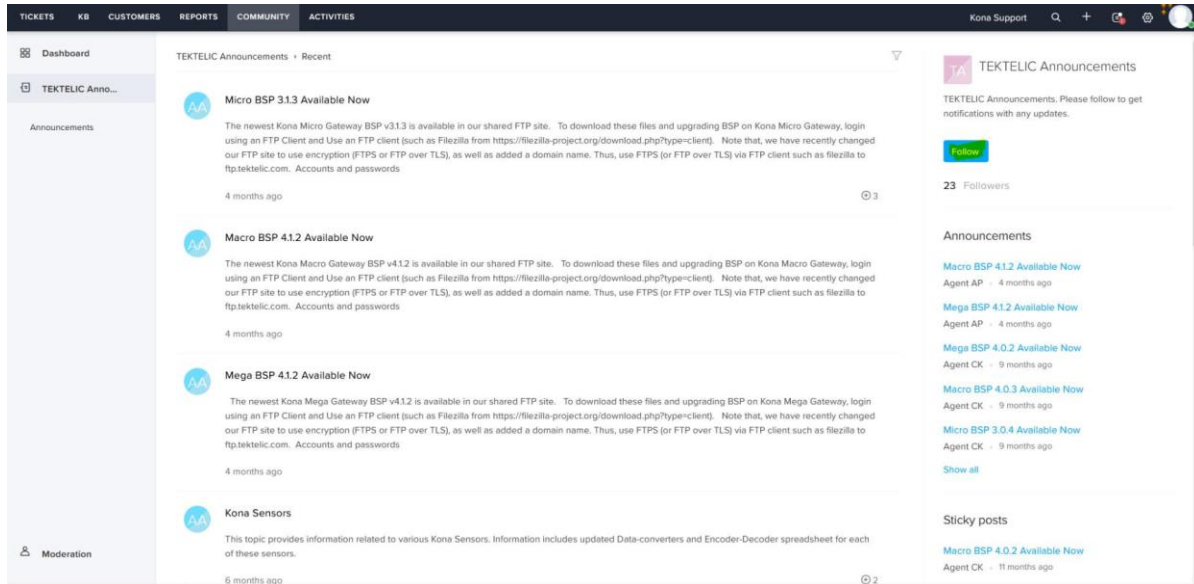 TICKETS KB CUSTOMERS REPORTS COMMUNITY ACTIVITIES Kona Support
Dashboard
TEKTELIC Anno...
Announcements
Moderation
TEKTELIC Announcements › Recent
AA
Micro BSP 3.1.3 Available Now
The newest Kona Micro Gateway BSP v3.1.3 is available in our shared FTP site. To download these files and upgrading BSP on Kona Micro Gateway, login
using an FTP Client and Use an FTP client (such as Filezilla from https://filezilla-project.org/download.php?type=client). Note that, we have recently changed
our FTP site to use encryption (FTPS or FTP over TLS), as well as added a domain name. Thus, use FTPS (or FTP over TLS) via FTP client such as filezilla to
ftp.tektelic.com. Accounts and passwords
4 months ago 3
AA
Macro BSP 4.1.2 Available Now
The newest Kona Macro Gateway BSP v4.1.2 is available in our shared FTP site. To download these files and upgrading BSP on Kona Macro Gateway, login
using an FTP Client and Use an FTP client (such as Filezilla from https://filezilla-project.org/download.php?type=client). Note that, we have recently changed
our FTP site to use encryption (FTPS or FTP over TLS), as well as added a domain name. Thus, use FTPS (or FTP over TLS) via FTP client such as filezilla to
ftp.tektelic.com. Accounts and passwords
4 months ago
AA
Mega BSP 4.1.2 Available Now
The newest Kona Mega Gateway BSP v4.1.2 is available in our shared FTP site. To download these files and upgrading BSP on Kona Mega Gateway, login
using an FTP Client and Use an FTP client (such as Filezilla from https://filezilla-project.org/download.php?type=client). Note that, we have recently changed
our FTP site to use encryption (FTPS or FTP over TLS), as well as added a domain name. Thus, use FTPS (or FTP over TLS) via FTP client such as filezilla to
ftp.tektelic.com. Accounts and passwords
4 months ago
AA
Kona Sensors
This topic provides information related to various Kona Sensors. Information includes updated Data-converters and Encoder-Decoder spreadsheet for each
of these sensors.
6 months ago 2
TA TEKTELIC Announcements
TEKTELIC Announcements. Please follow to get
notifications with any updates.
Follow
23 Followers
Announcements
Macro BSP 4.1.2 Available Now
Agent AP 4 months ago
Mega BSP 4.1.2 Available Now
Agent AP 4 months ago
Mega BSP 4.0.2 Available Now
Agent CK 9 months ago
Macro BSP 4.0.3 Available Now
Agent CK 9 months ago
Micro BSP 3.0.4 Available Now
Agent CK 9 months ago
Show all
Sticky posts
Macro BSP 4.0.2 Available Now
Agent CK 11 months ago